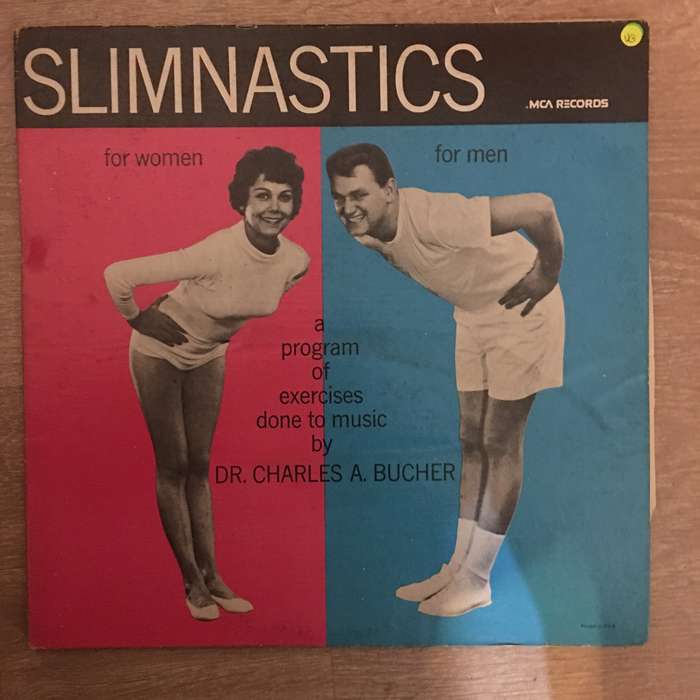 SLIMNASTICS
MCA RECORDS
for women
for men
a
program
of
exercises
done to music
by
DR. CHARLES A. BUCHER